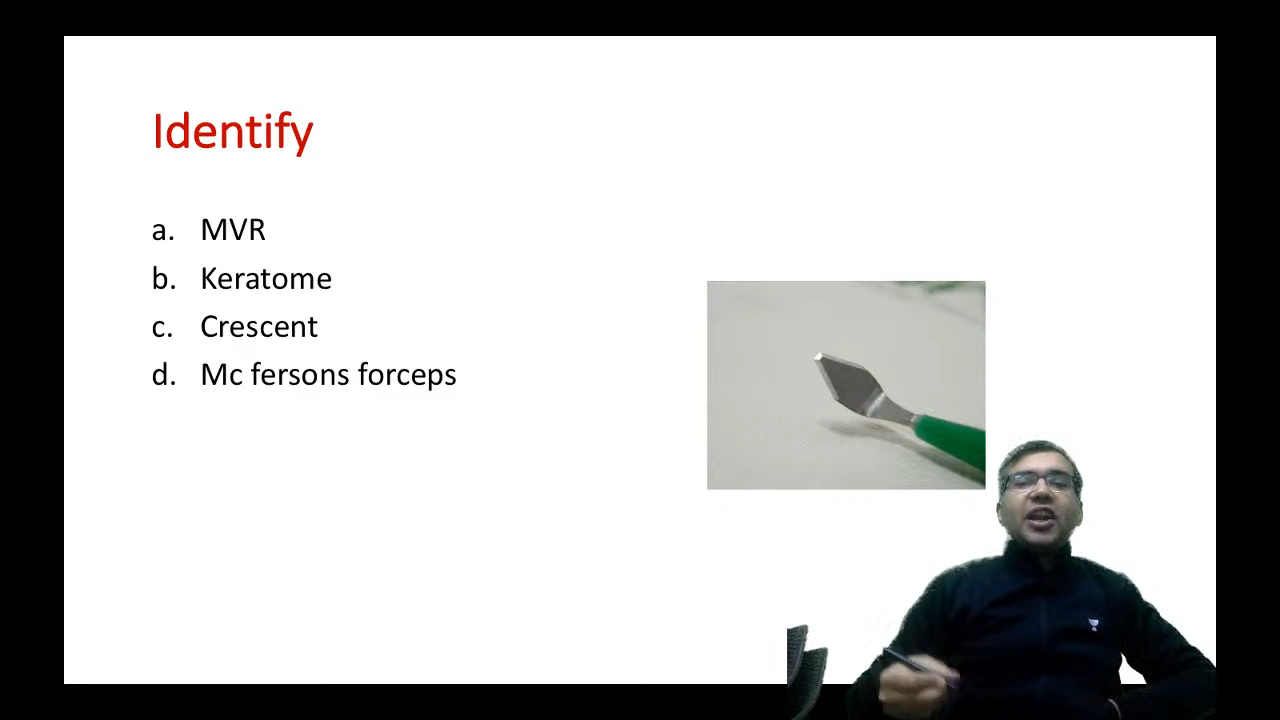 Identify
a. MVR
b. Keratome
c. Crescent
d. Mc fersons forceps